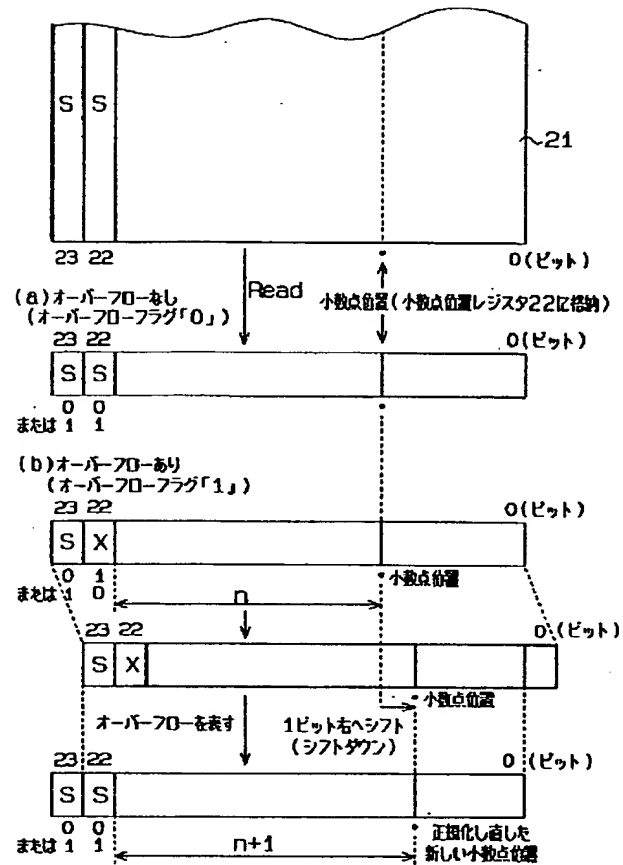 S S
21
23 22 0(ビット)
Read
(a)オーバーフローなし
(オーバーフローフラグ「0」)
小数点位置(小数点位置レジスタ22に格納)
23 22 0(ビット)
S S
0 0
または 1 1
(b)オーバーフローあり
(オーバーフローフラグ「1」)
23 22 0(ビット)
S X
小数点位置
0 1
または 1 0
n
23 22 0(ビット)
S X
小数点位置
オーバーフローを表す
1ビット右へシフト
(シフトダウン)
23 22 0(ビット)
S S
0 0
または 1 1
n+1
正規化し直した
新しい小数点位置